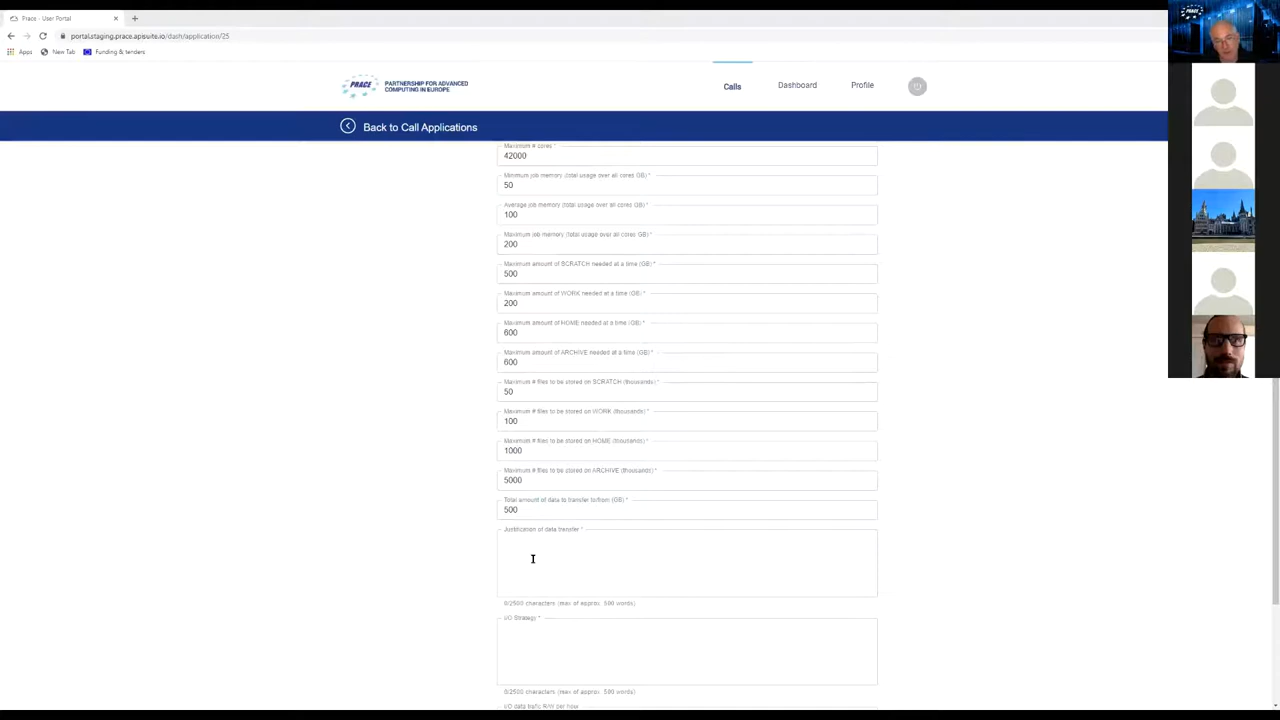 Prace - User Portal
portal.staging.prace.apisuite.io/dash/application/25
Apps
New Tab
Funding & tenders
PRACE
PARTNERSHIP FOR ADVANCED
COMPUTING IN EUROPE
Calls
Dashboard
Profile
PRACE
Back to Call Applications
Maximum # cores *
42000
Minimum job memory (total usage over all cores GB) *
50
Average job memory (total usage over all cores GB) *
100
Maximum job memory (total usage over all cores GB) *
200
Maximum amount of SCRATCH needed at a time (GB) *
500
Maximum amount of WORK needed at a time (GB) *
200
Maximum amount of HOME needed at a time (GB) *
600
Maximum amount of ARCHIVE needed at a time (GB) *
600
Maximum # files to be stored on SCRATCH (thousands) *
50
Maximum # files to be stored on WORK (thousands) *
100
Maximum # files to be stored on HOME (thousands) *
1000
Maximum # files to be stored on ARCHIVE (thousands) *
5000
Total amount of data to transfer to/from (GB) *
500
Justification of data transfer *
0/2500 characters (max of approx. 500 words)
I/O Strategy *
0/2500 characters (max of approx. 500 words)
I/O data trafic R/W per hour